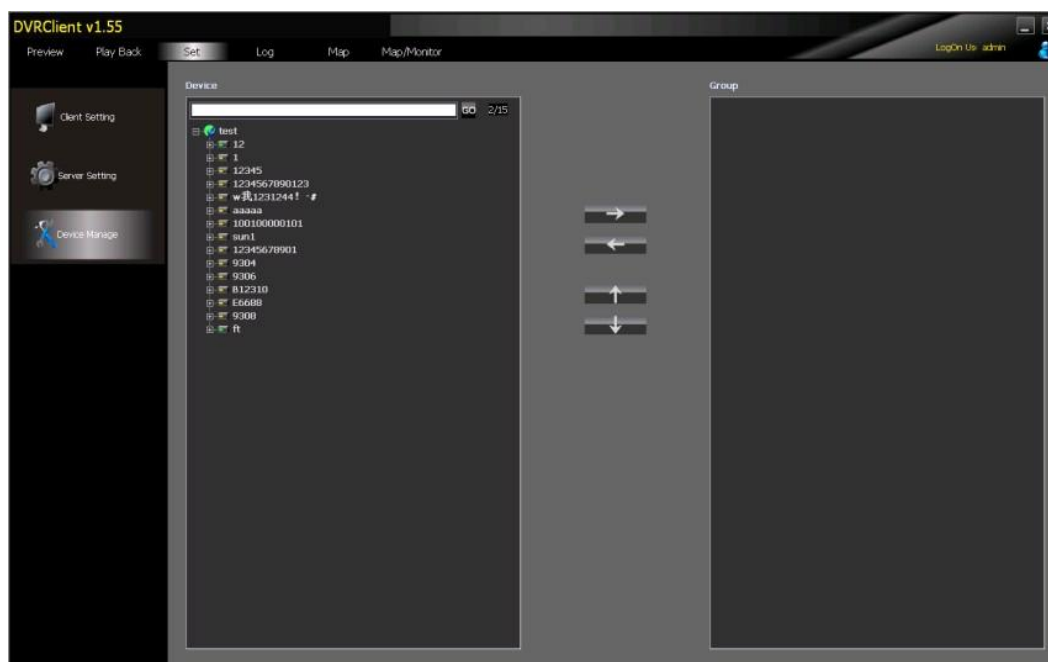 DVRClient v1.55
Preview Play Back Set Log Map Map/Monitor
LogOn Us: admin
Client Setting
Server Setting
Device Manage
Device
GO 2/15
test
12
1
12345
1234567890123
w我1231244! ·#
aaaaa
100100000101
sun1
12345678901
9304
9306
B12310
E6688
9308
ft
Group